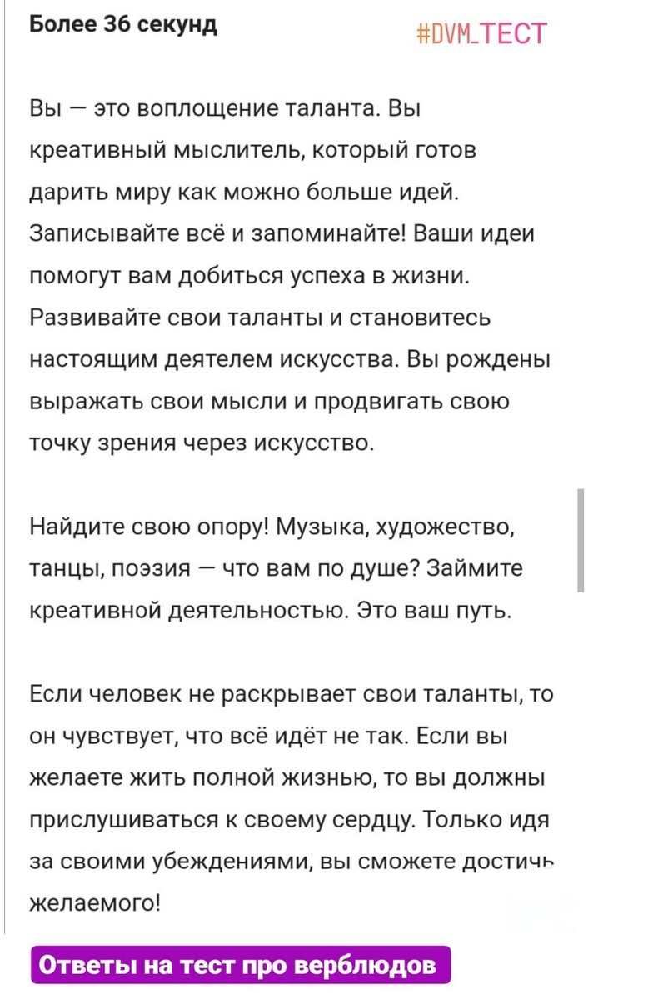 Более 36 секунд
#DVM_ТЕСТ
Вы — это воплощение таланта. Вы
креативный мыслитель, который готов
дарить миру как можно больше идей.
Записывайте всё и запоминайте! Ваши идеи
помогут вам добиться успеха в жизни.
Развивайте свои таланты и становитесь
настоящим деятелем искусства. Вы рождены
выражать свои мысли и продвигать свою
точку зрения через искусство.
Найдите свою опору! Музыка, художество,
танцы, поэзия — что вам по душе? Займите
креативной деятельностью. Это ваш путь.
Если человек не раскрывает свои таланты, то
он чувствует, что всё идёт не так. Если вы
желаете жить полной жизнью, то вы должны
прислушиваться к своему сердцу. Только идя
за своими убеждениями, вы сможете достичь
желаемого!
Ответы на тест про верблюдов